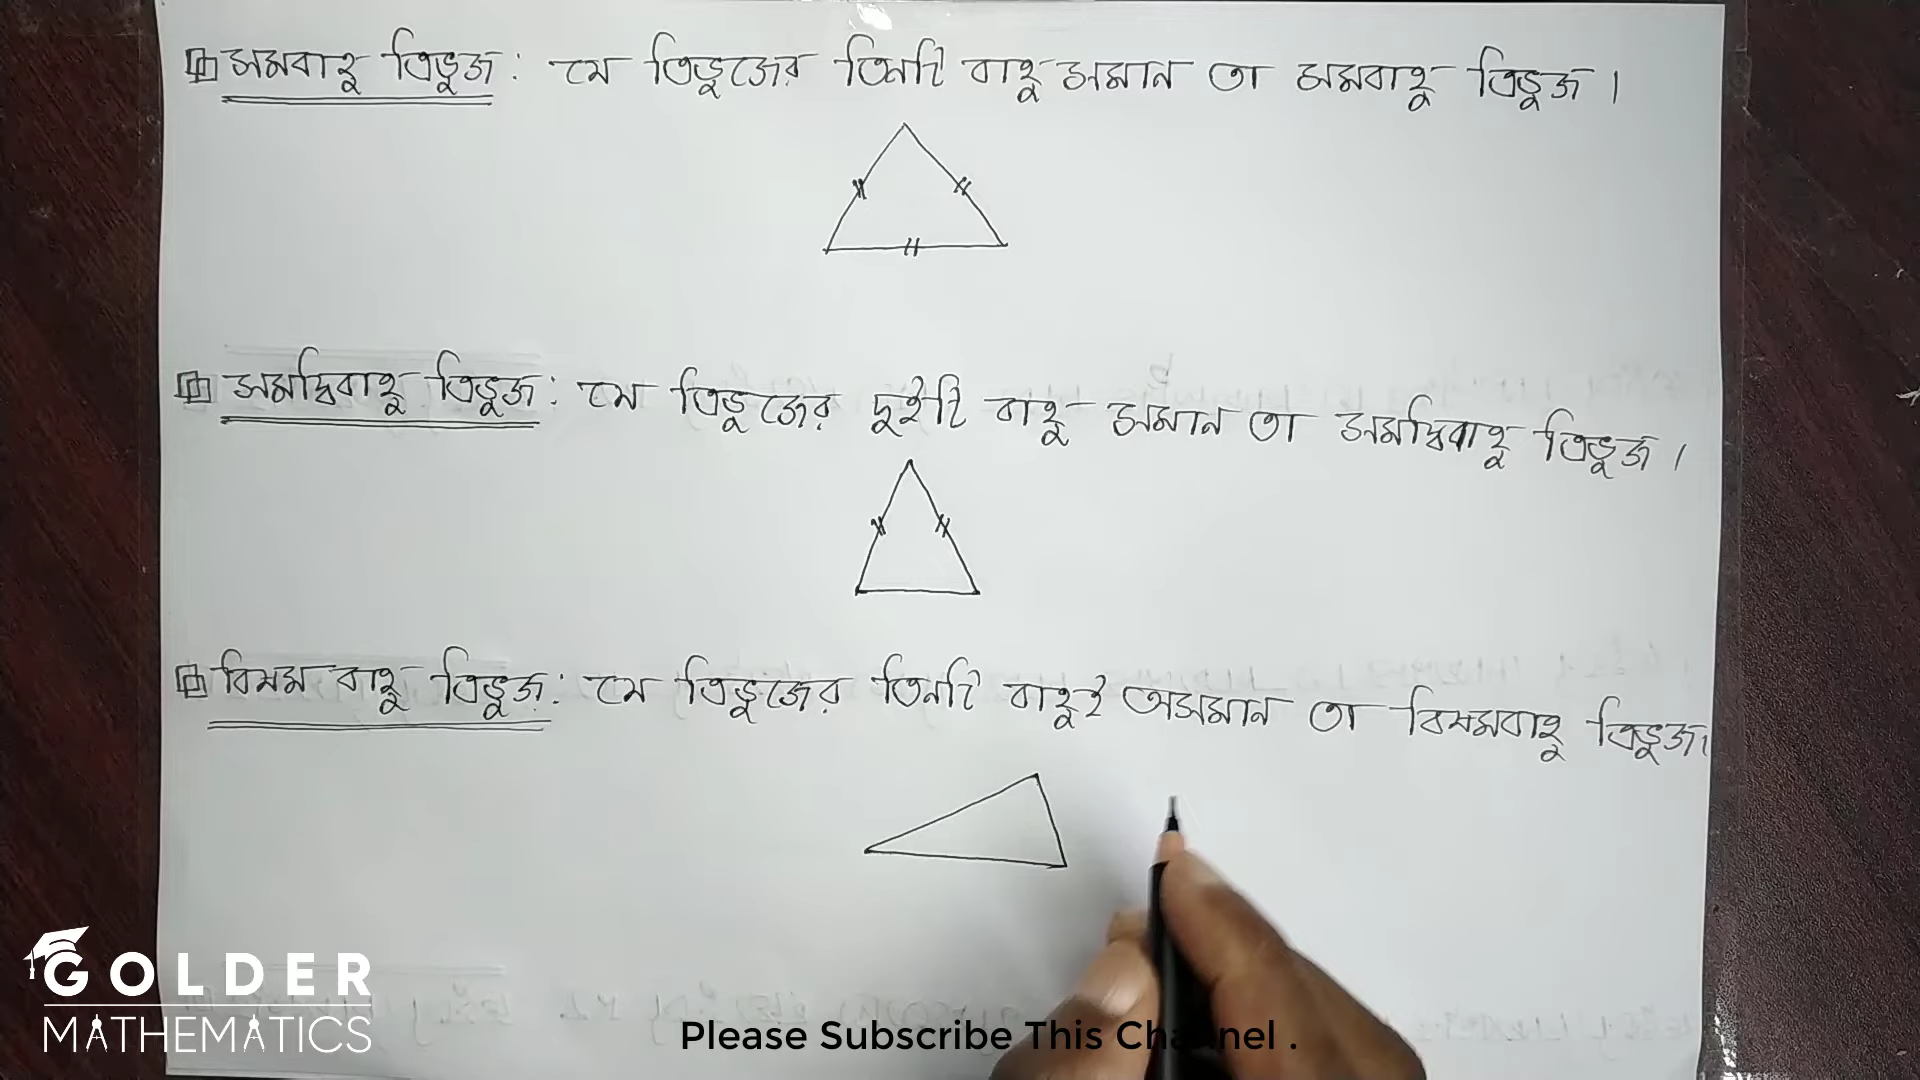 সমবাহু ত্রিভুজ : যে ত্রিভুজের তিনটি বাহু সমান তা সমবাহু ত্রিভুজ ।
সমদ্বিবাহু ত্রিভুজ : যে ত্রিভুজের দুইটি বাহু সমান তা সমদ্বিবাহু ত্রিভুজ ।
বিষম বাহু ত্রিভুজ : যে ত্রিভুজের তিনটি বাহুই অসমান তা বিষমবাহু ত্রিভুজ।
GOLDER
MATHEMATICS
Please Subscribe This Channel .